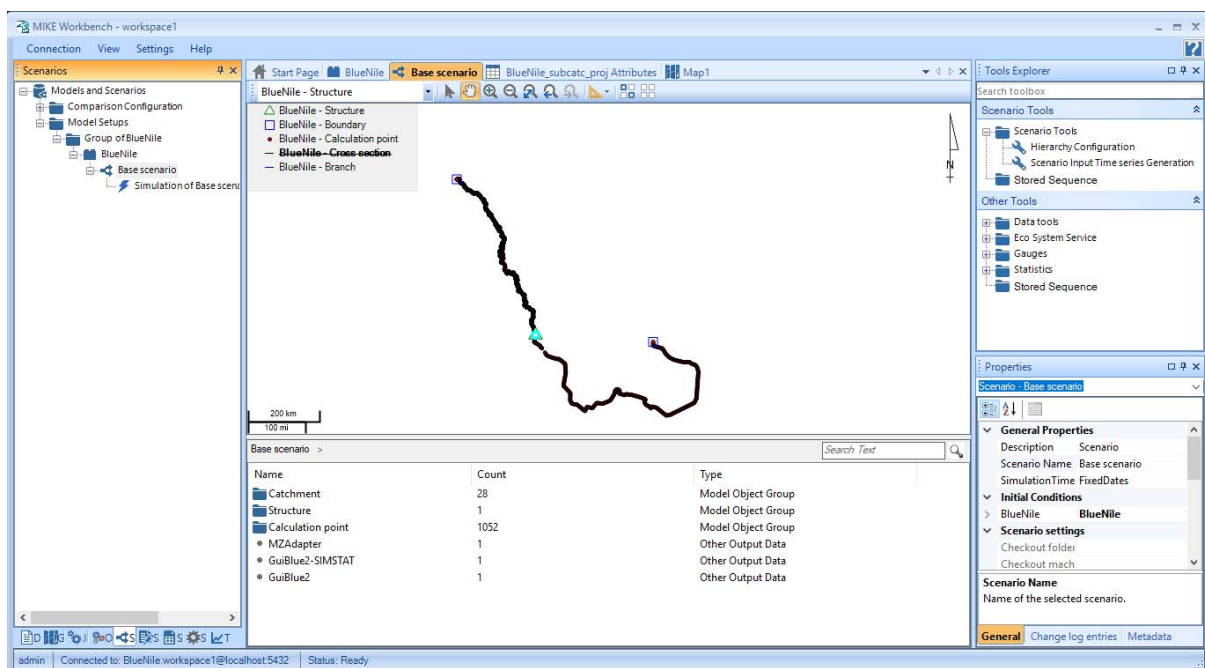 MIKE Workbench - workspace1
Connection View Settings Help
Scenarios
Models and Scenarios
Comparison Configuration
Model Setups
Group of BlueNile
BlueNile
Base scenario
Simulation of Base scena
D G J O S S S S T
Start Page BlueNile Base scenario BlueNile_subcatc_proj Attributes Map1
BlueNile - Structure
BlueNile - Structure
BlueNile - Boundary
BlueNile - Calculation point
BlueNile - Cross section
BlueNile - Branch
N
200 km
100 mi
Base scenario > Search Text
Name Count Type
Catchment 28 Model Object Group
Structure 1 Model Object Group
Calculation point 1052 Model Object Group
MZAdapter 1 Other Output Data
GuiBlue2-SIMSTAT 1 Other Output Data
GuiBlue2 1 Other Output Data
Tools Explorer
Search toolbox
Scenario Tools
Scenario Tools
Hierarchy Configuration
Scenario Input Time series Generation
Stored Sequence
Other Tools
Data tools
Eco System Service
Gauges
Statistics
Stored Sequence
Properties
Scenario - Base scenario
General Properties
Description Scenario
Scenario Name Base scenario
SimulationTime FixedDates
Initial Conditions
BlueNile BlueNile
Scenario settings
Checkout folder
Checkout mach
Scenario Name
Name of the selected scenario.
General Change log entries Metadata
admin Connected to: BlueNile.workspace1@localhost:5432 Status: Ready